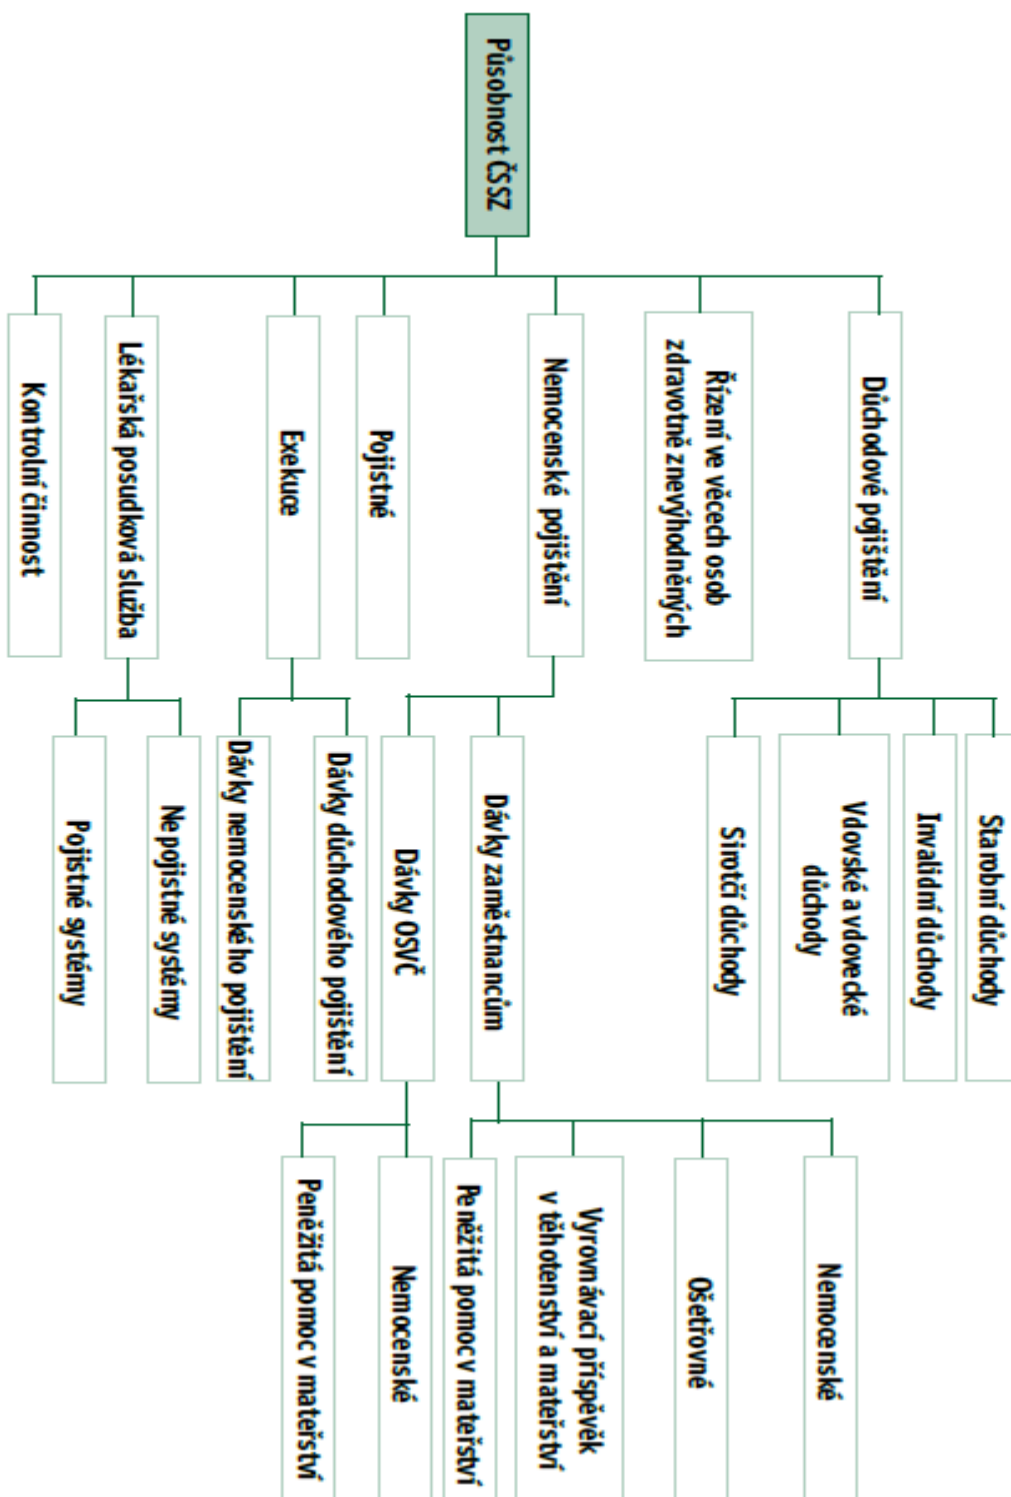 Působnost ČSSZ
Důchodové pojištění
Řízení ve věcech osob
zdravotně znevýhodněných
Nemocenské pojištění
Pojistné
Exekuce
Lékařská posudková služba
Kontrolní činnost
Starobní důchody
Invalidní důchody
Vdovské a vdovecké
důchody
Sirotčí důchody
Dávky zaměstnancům
Dávky OSVČ
Dávky důchodového pojištění
Dávky nemocenského pojištění
Nepojistné systémy
Pojistné systémy
Nemocenské
Ošetřovné
Vyrovnávací příspěvěk
v těhotenství a mateřství
Peněžitá pomoc v mateřství
Nemocenské
Peněžitá pomoc v mateřství